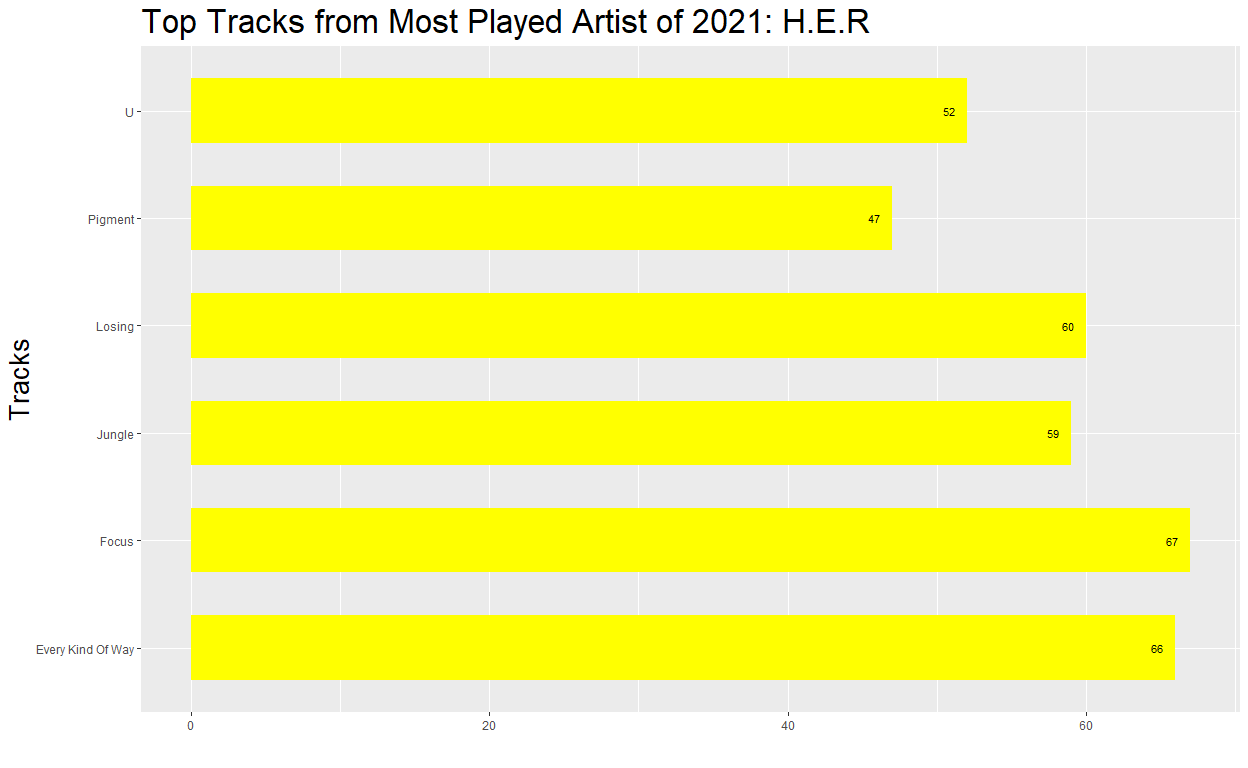 Top Tracks from Most Played Artist of 2021: H.E.R
Tracks
U
52
Pigment
47
Losing
60
Jungle
59
Focus
67
Every Kind Of Way
66
0 20 40 60